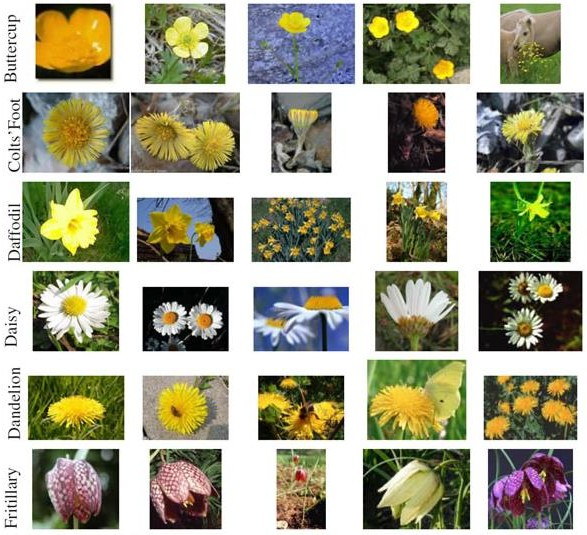 Buttercup
Colts'Foot
Daffodil
Daisy
Dandelion
Fritillary